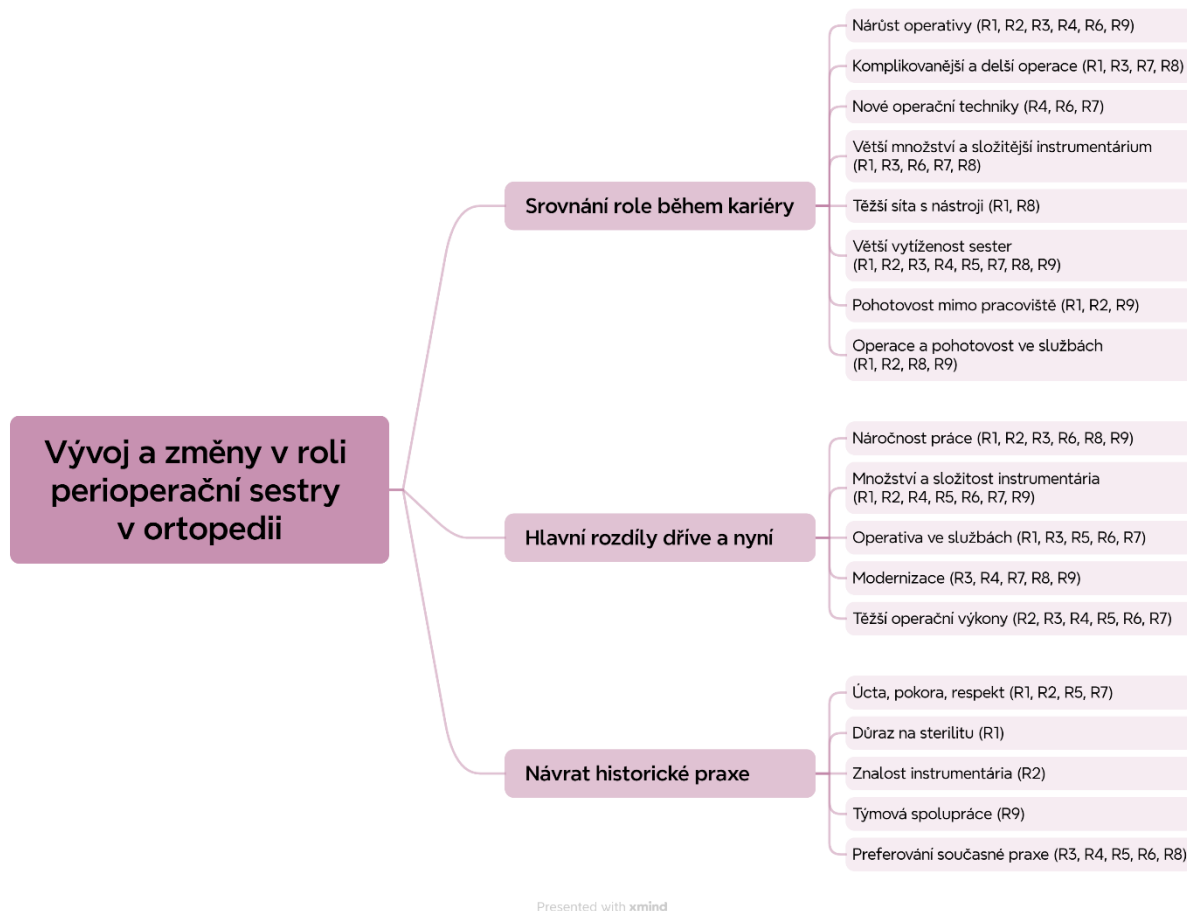 Vývoj a změny v roli
perioperační sestry
v ortopedii
Srovnání role během kariéry
Nárůst operativy (R1, R2, R3, R4, R6, R9)
Komplikovanější a delší operace (R1, R3, R7, R8)
Nové operační techniky (R4, R6, R7)
Větší množství a složitější instrumentárium
(R1, R3, R6, R7, R8)
Těžší síta s nástroji (R1, R8)
Větší vytíženost sester
(R1, R2, R3, R4, R5, R7, R8, R9)
Pohotovost mimo pracoviště (R1, R2, R9)
Operace a pohotovost ve službách
(R1, R2, R8, R9)
Hlavní rozdíly dříve a nyní
Náročnost práce (R1, R2, R3, R6, R8, R9)
Množství a složitost instrumentária
(R1, R2, R4, R5, R6, R7, R9)
Operativa ve službách (R1, R3, R5, R6, R7)
Modernizace (R3, R4, R7, R8, R9)
Těžší operační výkony (R2, R3, R4, R5, R6, R7)
Návrat historické praxe
Úcta, pokora, respekt (R1, R2, R5, R7)
Důraz na sterilitu (R1)
Znalost instrumentária (R2)
Týmová spolupráce (R9)
Preferování současné praxe (R3, R4, R5, R6, R8)
Presented with xmind